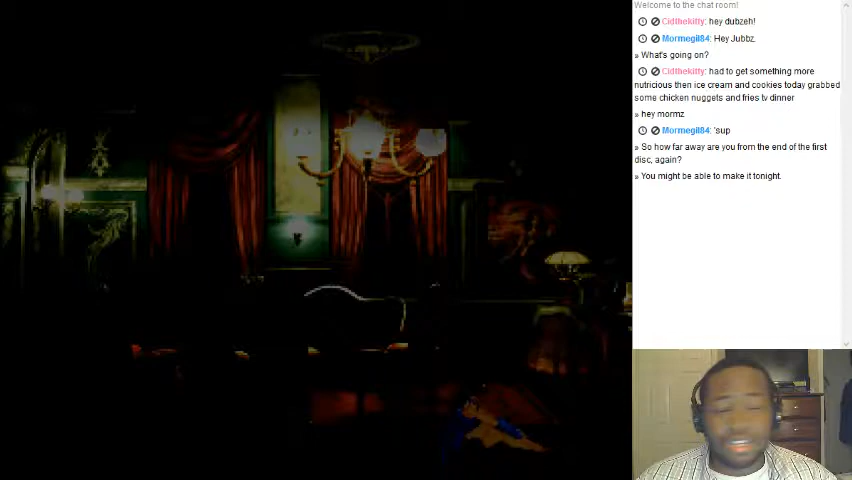 Welcome to the chat room!
Cidthekitty: hey dubzeh!
Mormegil84: Hey Jubbz.
» What's going on?
Cidthekitty: had to get something more
nutricious then ice cream and cookies today grabbed
some chicken nuggets and fries tv dinner
» hey mormz
Mormegil84: 'sup
» So how far away are you from the end of the first
disc, again?
» You might be able to make it tonight.